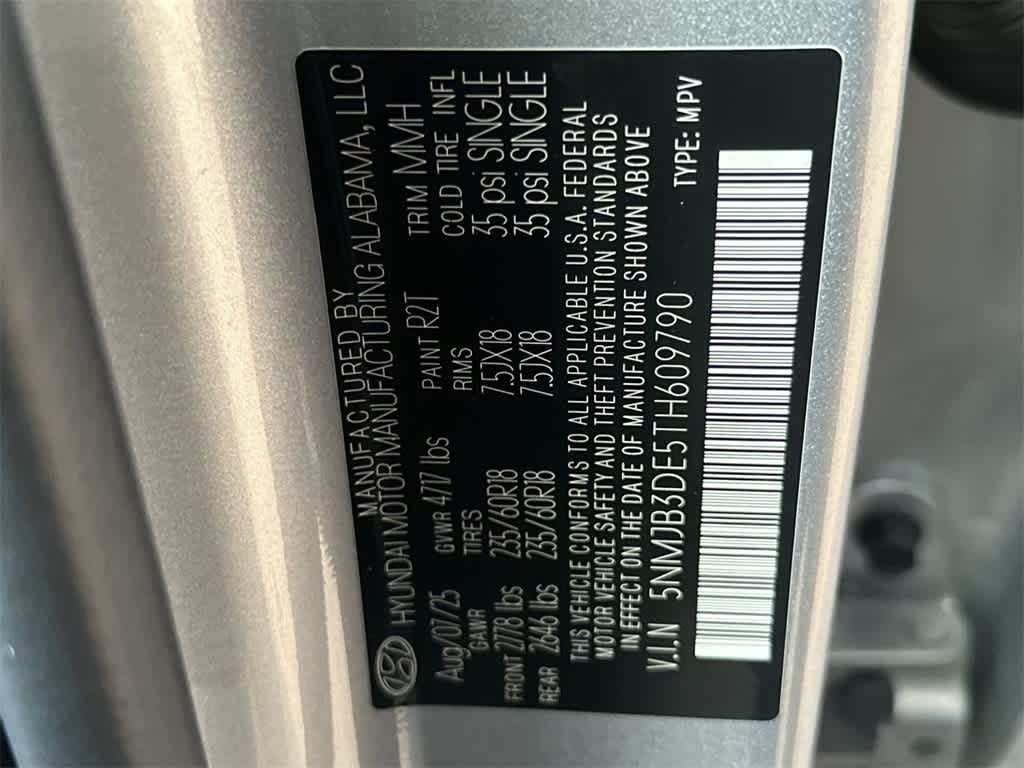 MANUFACTURED BY
HYUNDAI MOTOR MANUFACTURING ALABAMA, LLC
Aug/07/25 GVWR 4717 lbs PAINT R2T TRIM MMH
GAWR TIRES RIMS COLD TIRE INFL
FRONT 2778 lbs 235/60R18 7.5JX18 35 psi SINGLE
REAR 2646 lbs 235/60R18 7.5JX18 35 psi SINGLE
THIS VEHICLE CONFORMS TO ALL APPLICABLE U.S.A. FEDERAL
MOTOR VEHICLE SAFETY AND THEFT PREVENTION STANDARDS
IN EFFECT ON THE DATE OF MANUFACTURE SHOWN ABOVE
V.I.N 5NMJB3DE5TH609790 TYPE: MPV